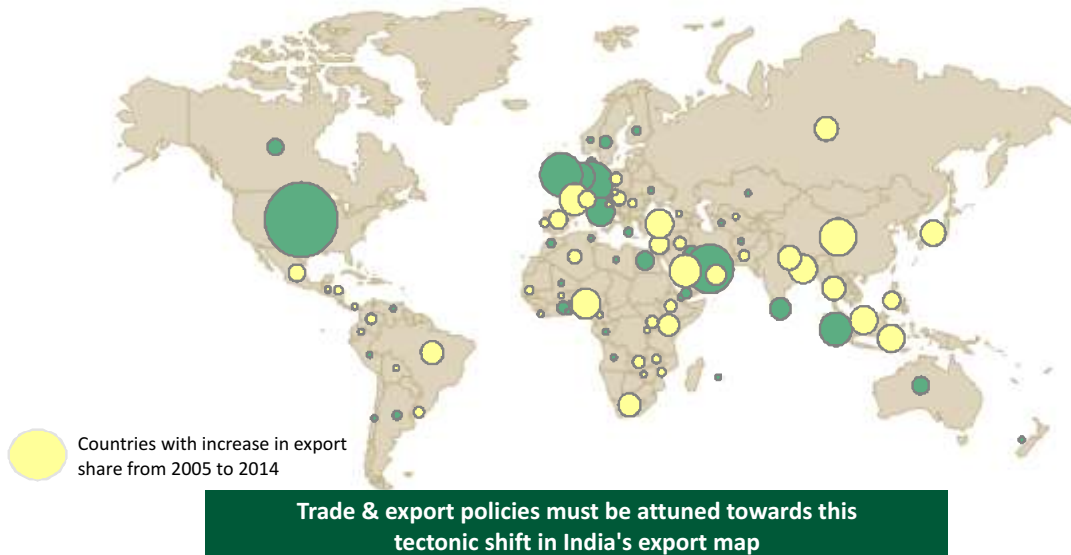 Countries with increase in export
share from 2005 to 2014
Trade & export policies must be attuned towards this
tectonic shift in India's export map